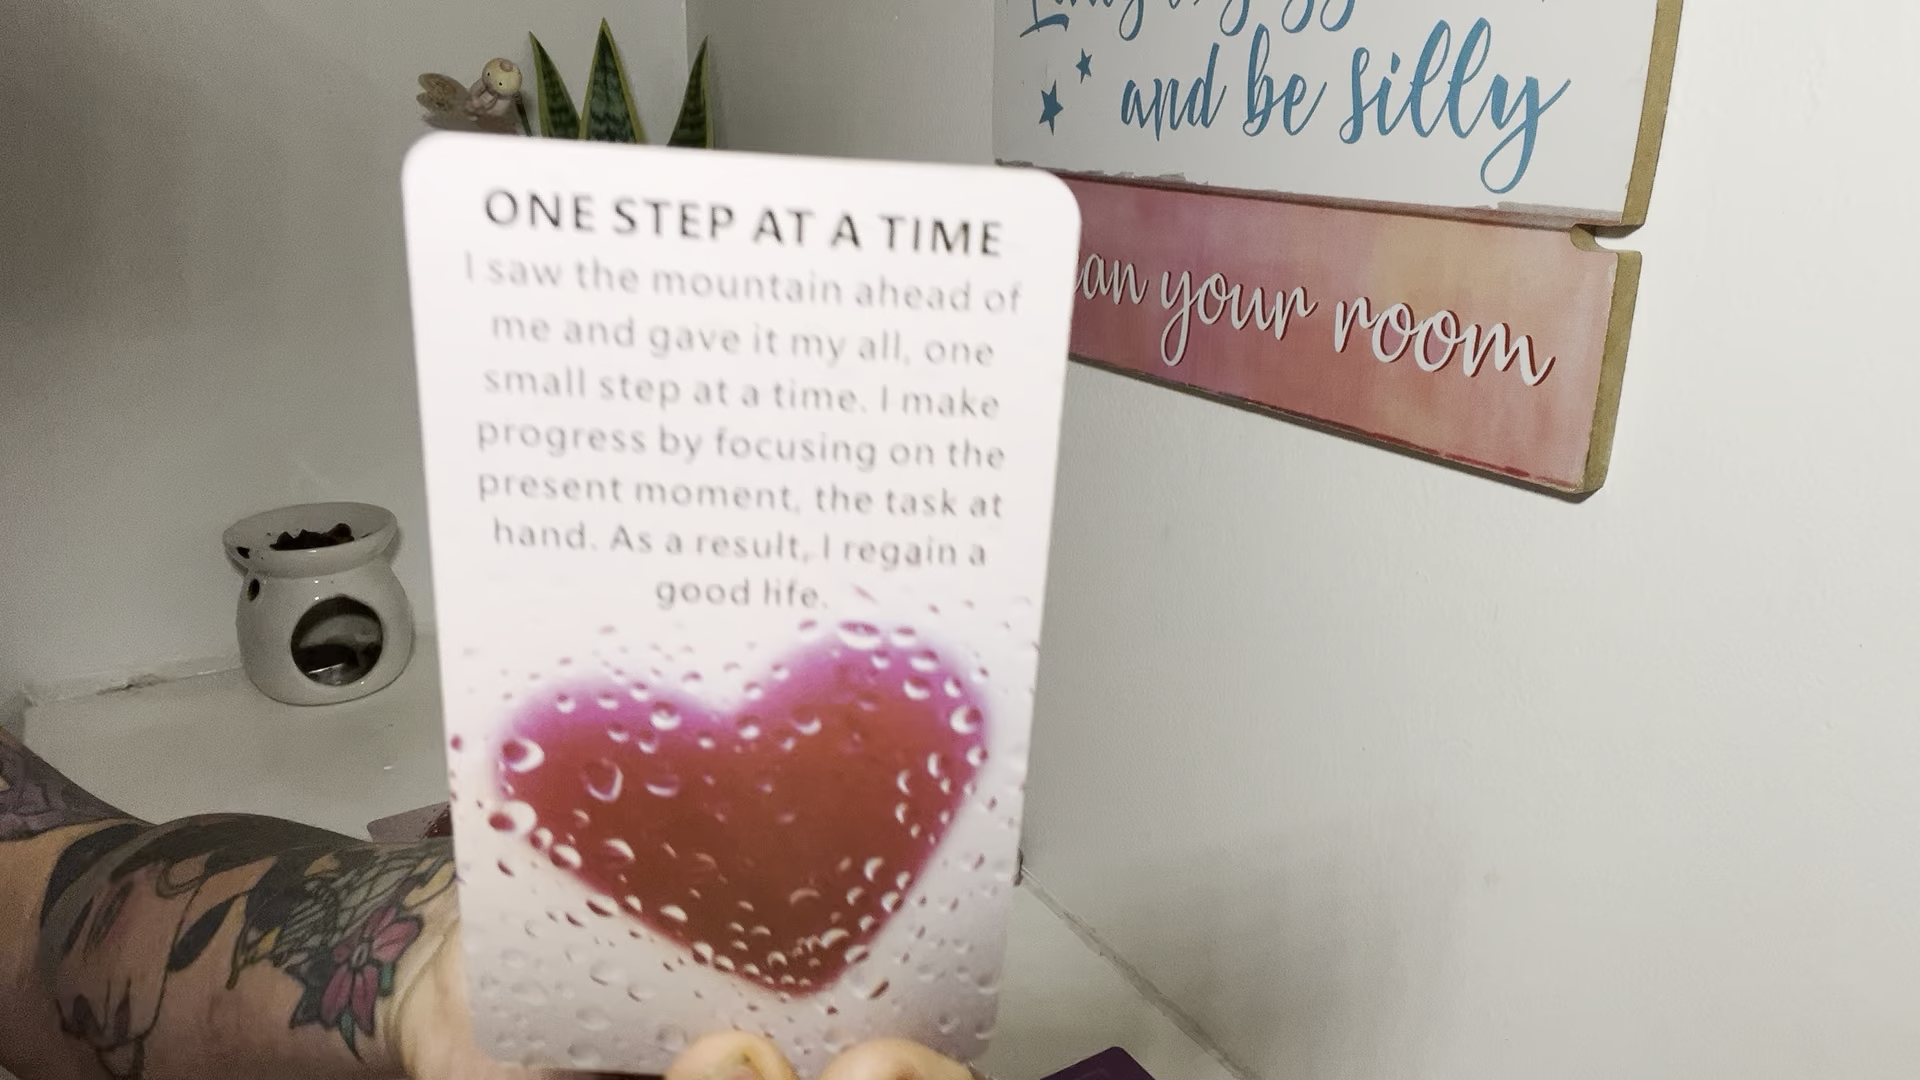 and be silly
your room
ONE STEP AT A TIME
I saw the mountain ahead of
me and gave it my all, one
small step at a time. I make
progress by focusing on the
present moment, the task at
hand. As a result, I regain a
good life.